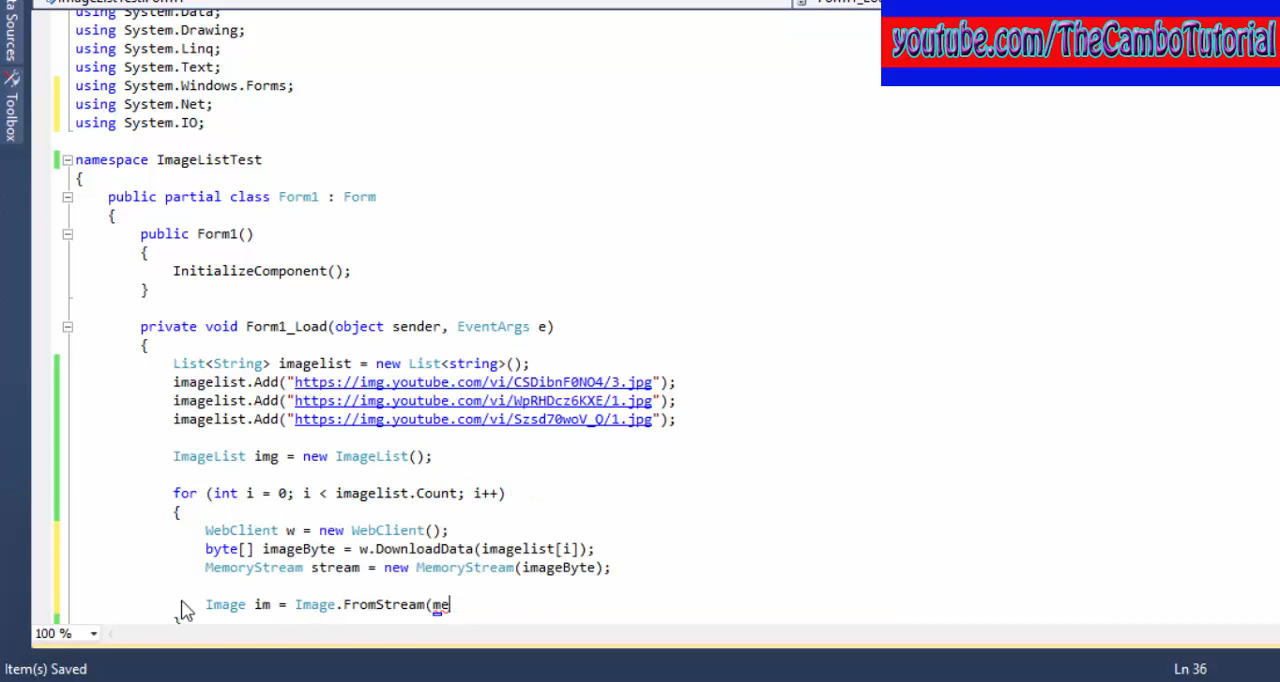 using System.Data;
youtube.com/TheCamboTutorial
using System.Drawing;
using System.Linq;
using System.Text;
using System.Windows.Forms;
using System.Net;
using System.IO;
Toolbox
namespace ImageListTest
{
public partial class Form1 : Form
{
public Form1()
{
InitializeComponent();
}
private void Form1_Load(object sender, EventArgs e)
{
List<String> imagelist = new List<string>();
imagelist.Add("https://img.youtube.com/vi/CSDibnF0NO4/3.jpg");
imagelist.Add("https://img.youtube.com/vi/WpRHDcz6KXE/1.jpg");
imagelist.Add("https://img.youtube.com/vi/Szsd70woV_Q/1.jpg");
ImageList img = new ImageList();
for (int i = 0; i < imagelist.Count; i++)
{
WebClient w = new WebClient();
byte[] imageByte = w.DownloadData(imagelist[i]);
MemoryStream stream = new MemoryStream(imageByte);
Image im = Image.FromStream(me
100 %
Item(s) Saved
Ln 36